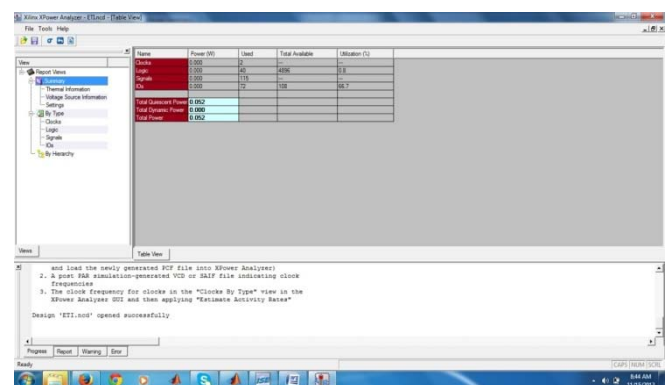 Xilinx XPower Analyzer - ETI.ncd - [Table View]
File Tools Help
View
Report Views
Summary
Thermal Information
Voltage Source Information
Settings
By Type
Clocks
Logic
Signals
IOs
By Hierarchy
Views
Name Power (W) Used Total Available Utilization (%)
Clocks 0.000 2 ---
Logic 0.000 40 4896 0.8
Signals 0.000 115 --- ---
IOs 0.000 72 108 66.7
Total Quiescent Power 0.052
Total Dynamic Power 0.000
Total Power 0.052
Table View
and load the newly generated PCF file into XPower Analyzer)
2. A post PAR simulation-generated VCD or SAIF file indicating clock
frequencies
3. The clock frequency for clocks in the "Clocks By Type" view in the
XPower Analyzer GUI and then applying "Estimate Activity Rates"
Design 'ETI.ncd' opened successfully
Progress Report Warning Error
Ready
CAPS NUM SCRL
8:44 AM